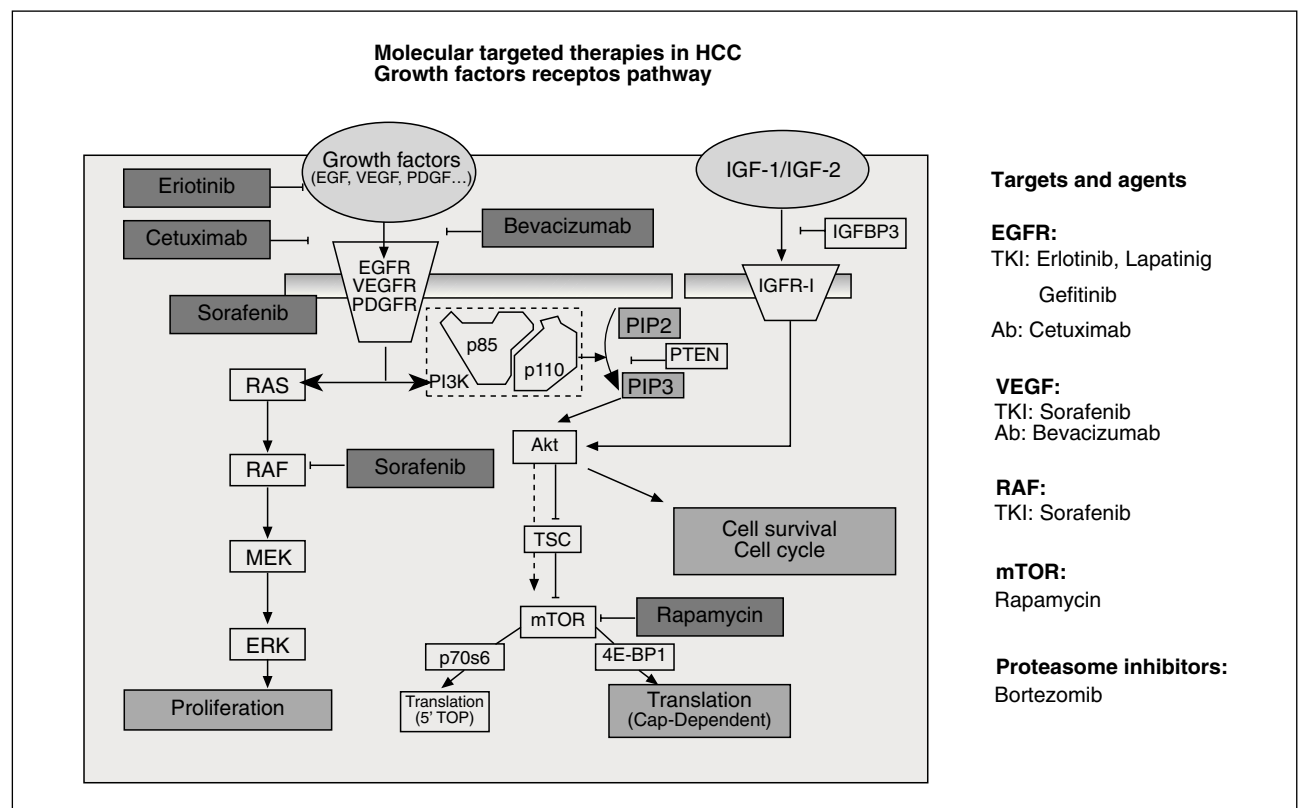 Molecular targeted therapies in HCC
Growth factors receptos pathway
Growth factors
(EGF, VEGF, PDGF…)
IGF-1/IGF-2
Eriotinib
Cetuximab
Bevacizumab
IGFBP3
EGFR
VEGFR
PDGFR
IGFR-I
Sorafenib
p85
p110
PI3K
PIP2
PTEN
PIP3
RAS
Akt
RAF
Sorafenib
Cell survival
Cell cycle
TSC
MEK
mTOR
Rapamycin
ERK
p70s6
4E-BP1
Proliferation
Translation
(5' TOP)
Translation
(Cap-Dependent)
Targets and agents
EGFR:
TKI: Erlotinib, Lapatinig
Gefitinib
Ab: Cetuximab
VEGF:
TKI: Sorafenib
Ab: Bevacizumab
RAF:
TKI: Sorafenib
mTOR:
Rapamycin
Proteasome inhibitors:
Bortezomib